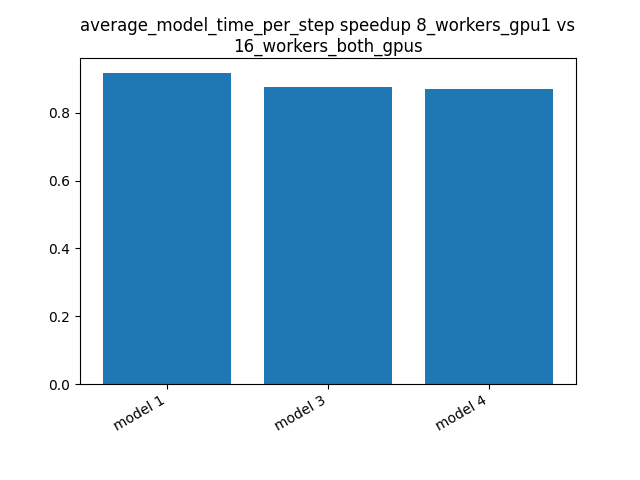 average_model_time_per_step speedup 8_workers_gpu1 vs
16_workers_both_gpus
0.8
0.6
0.4
0.2
0.0
model 1
model 3
model 4